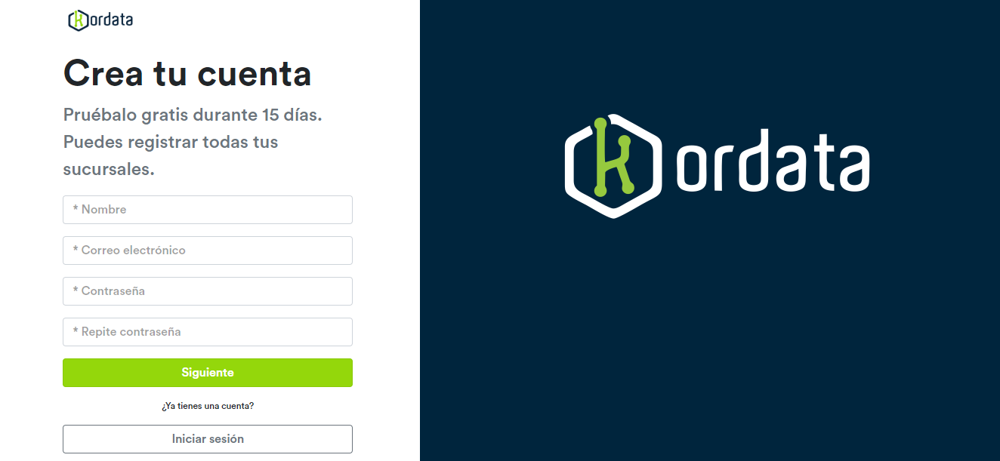 kordata
Crea tu cuenta
Pruébalo gratis durante 15 días.
Puedes registrar todas tus
sucursales.
* Nombre
* Correo electrónico
* Contraseña
* Repite contraseña
Siguiente
¿Ya tienes una cuenta?
Iniciar sesión
kordata